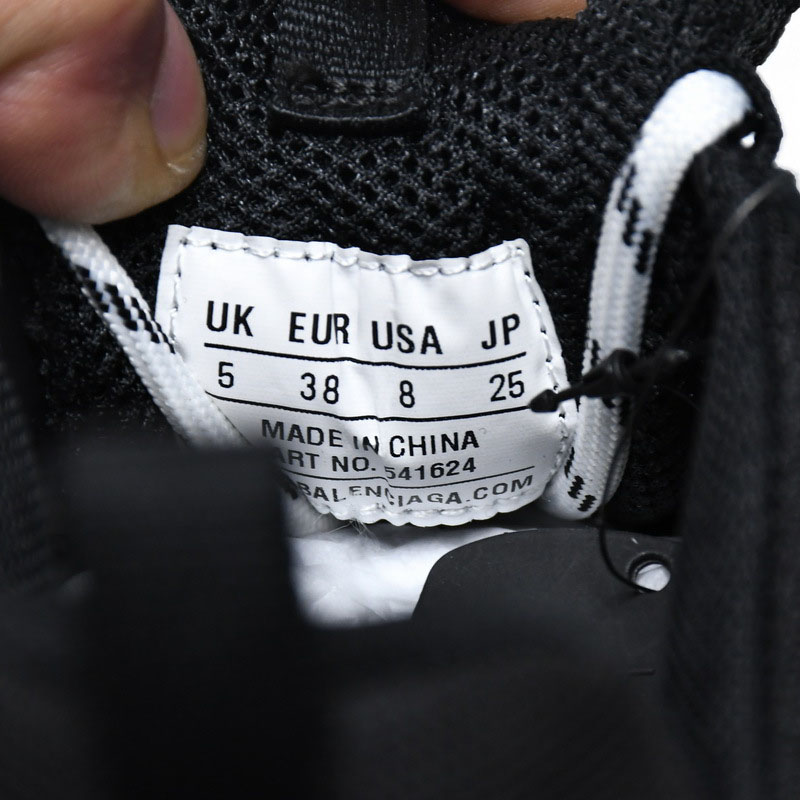 UK EUR USA JP
5 38 8 25
MADE IN CHINA
ART NO. 541624
BALENCIAGA.COM